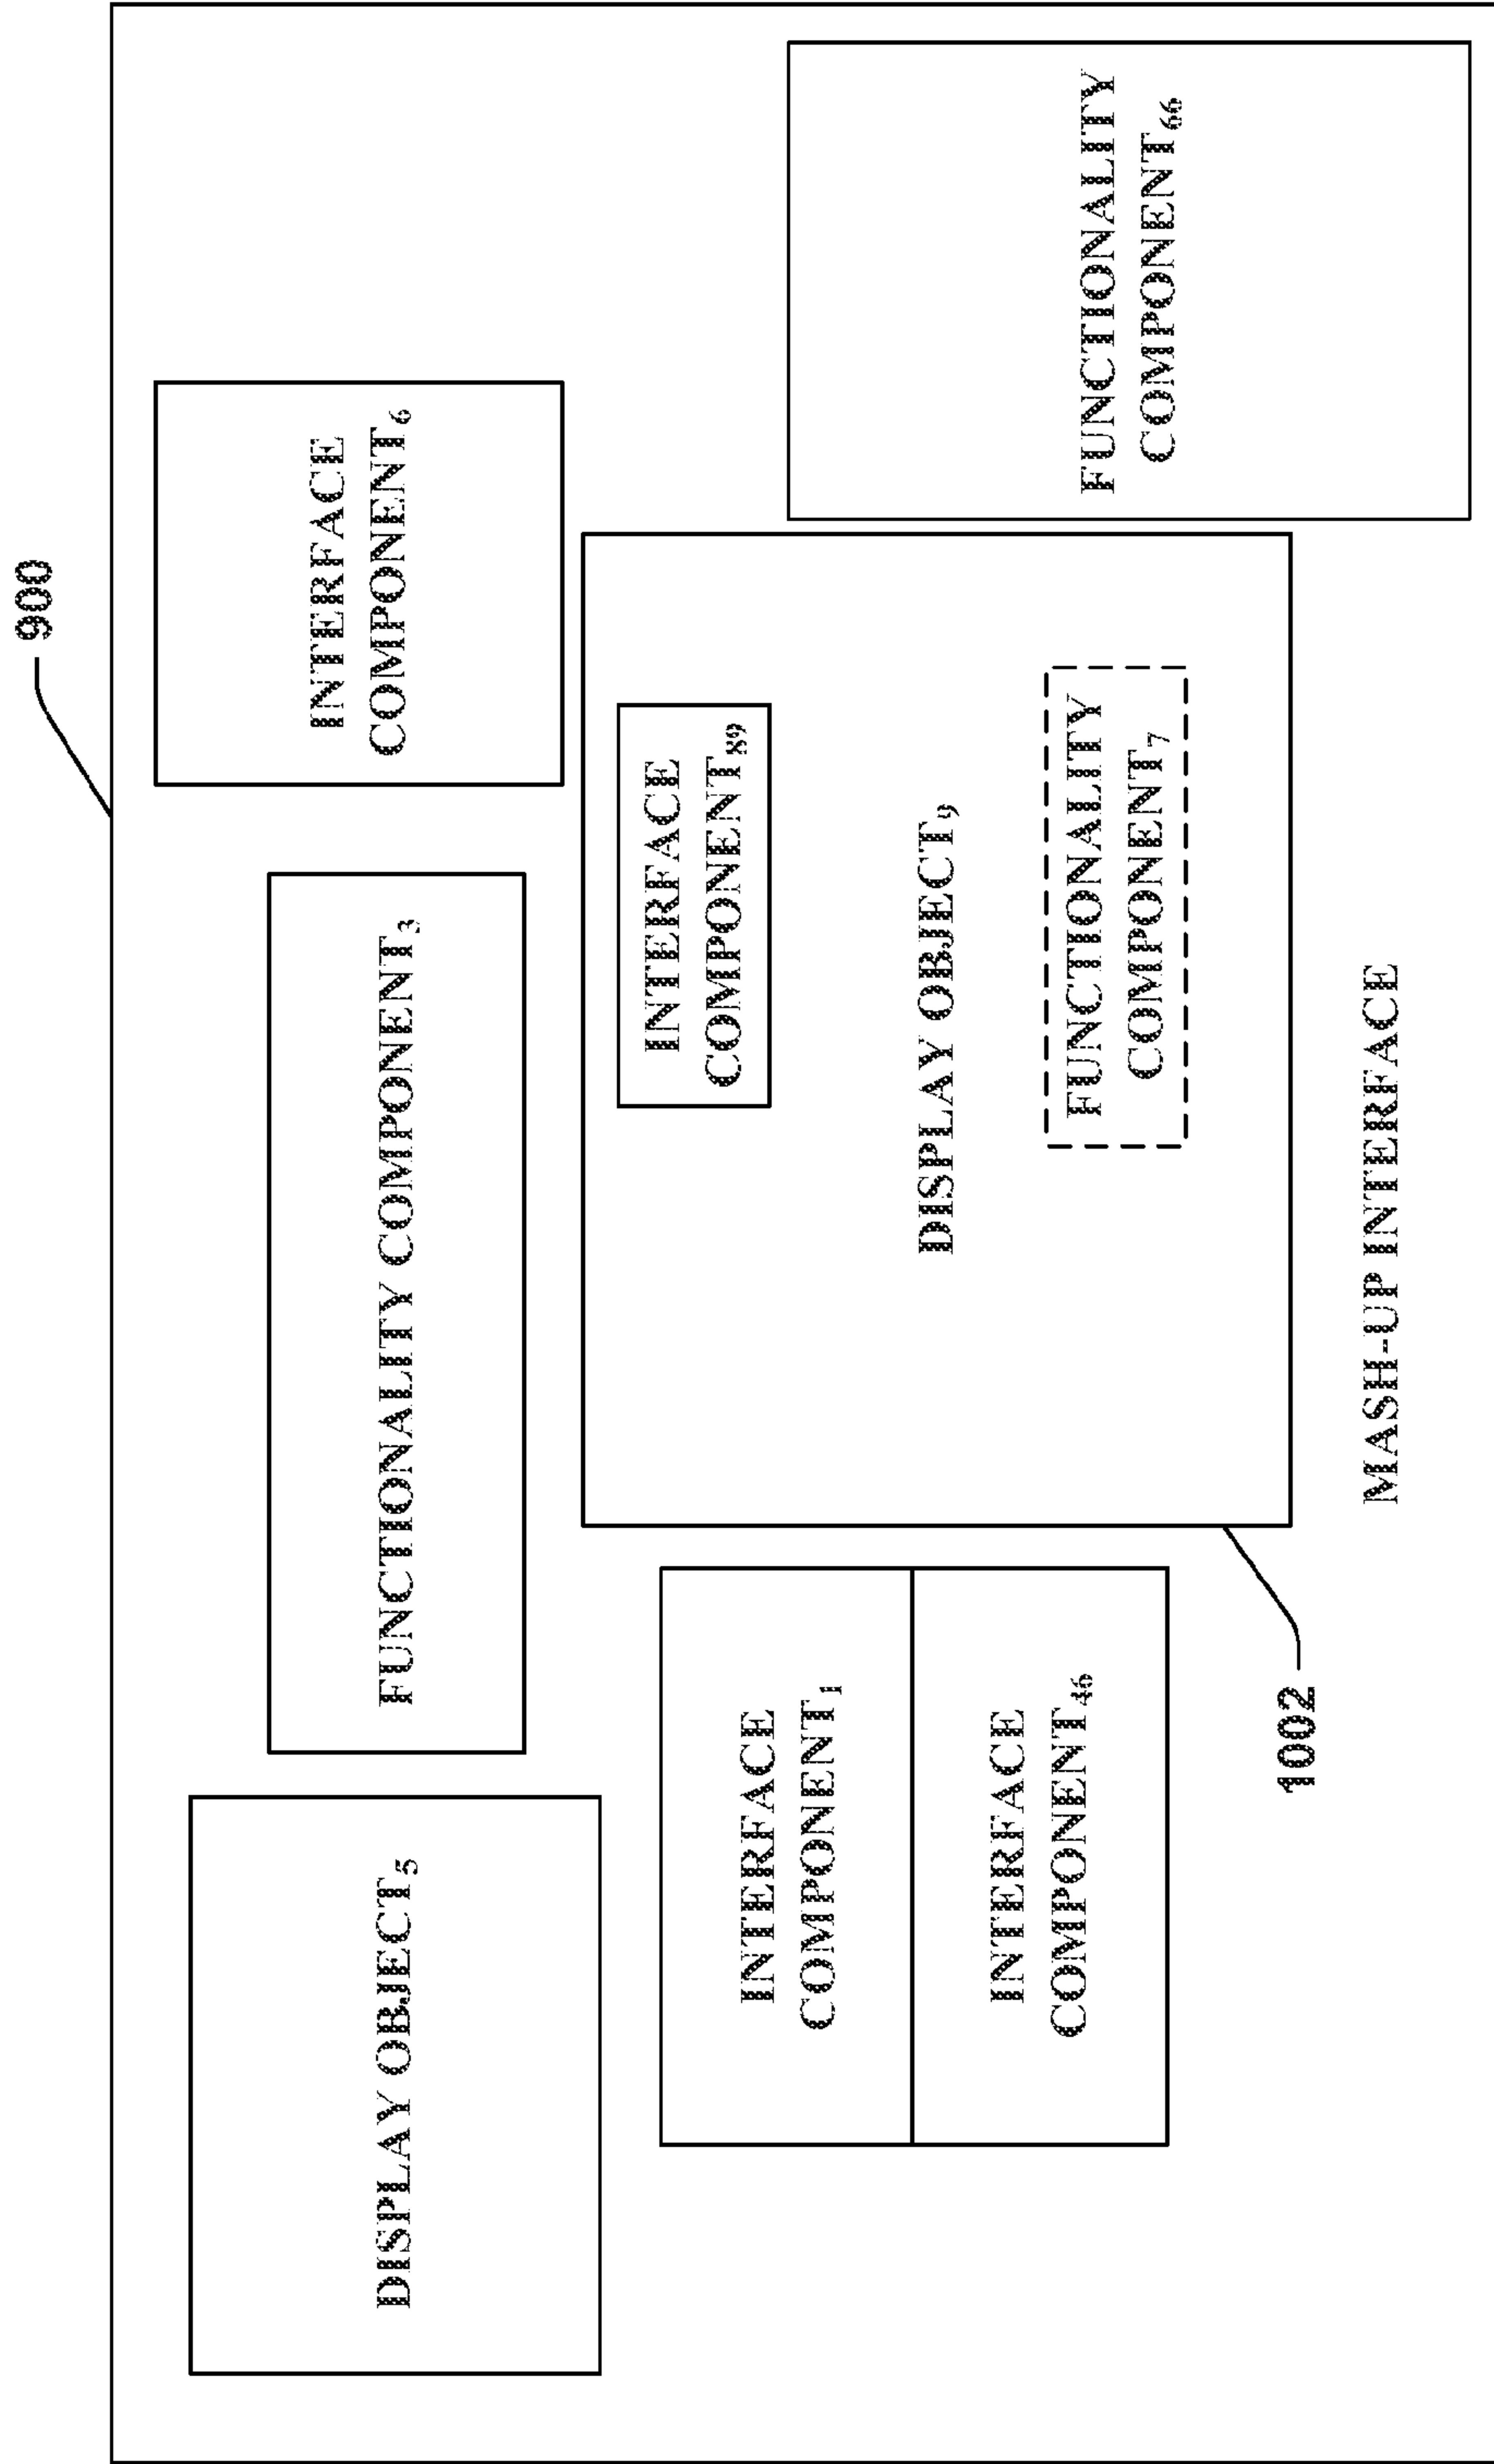 900
DISPLAY OBJECT5
FUNCTIONALITY COMPONENT3
INTERFACE
COMPONENT6
INTERFACE
COMPONENT1
INTERFACE
COMPONENT46
INTERFACE
COMPONENT89
DISPLAY OBJECT9
FUNCTIONALITY
COMPONENT7
FUNCTIONALITY
COMPONENT66
1002
MASH-UP INTERFACE